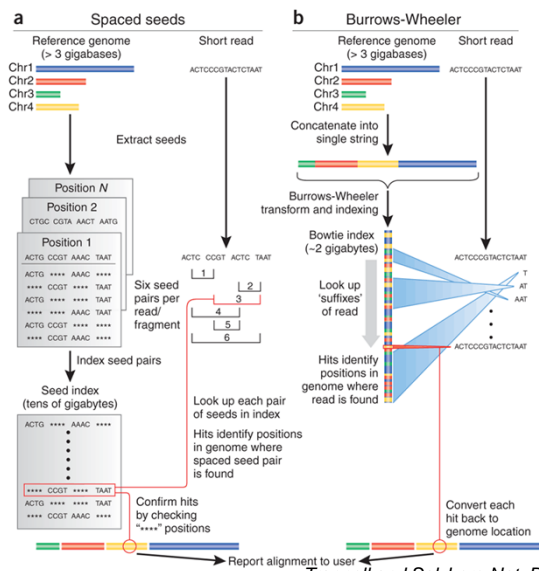 a
Spaced seeds
Reference genome
(> 3 gigabases)
Short read
Chr1
Chr2
Chr3
Chr4
ACTCCCGTACTCTAAT
Extract seeds
Position N
Position 2
CTGC CGTA AACT AATG
Position 1
ACTG CCGT AAAC TAAT
ACTG **** AAAC ****
**** CCGT **** TAAT
ACTG **** **** TAAT
**** CCGT AAAC ****
ACTG CCGT **** ****
**** **** AAAC TAAT
Six seed
pairs per
read/
fragment
ACTC CCGT ACTC TAAT
1
2
3
4
5
6
Index seed pairs
Seed index
(tens of gigabytes)
ACTG **** AAAC ****
**** CCGT **** TAAT
ACTG **** **** TAAT
**** CCGT AAAC ****
Look up each pair
of seeds in index
Hits identify positions
in genome where
spaced seed pair
is found
Confirm hits
by checking
"****" positions
b
Burrows-Wheeler
Reference genome
(> 3 gigabases)
Short read
Chr1
Chr2
Chr3
Chr4
ACTCCCGTACTCTAAT
Concatenate into
single string
Burrows-Wheeler
transform and indexing
Bowtie index
(~2 gigabytes)
ACTCCCGTACTCTAAT
T
AT
AAT
Look up
'suffixes'
of read
ACTCCCGTACTCTAAT
Hits identify
positions in
genome where
read is found
Convert each
hit back to
genome location
Report alignment to user